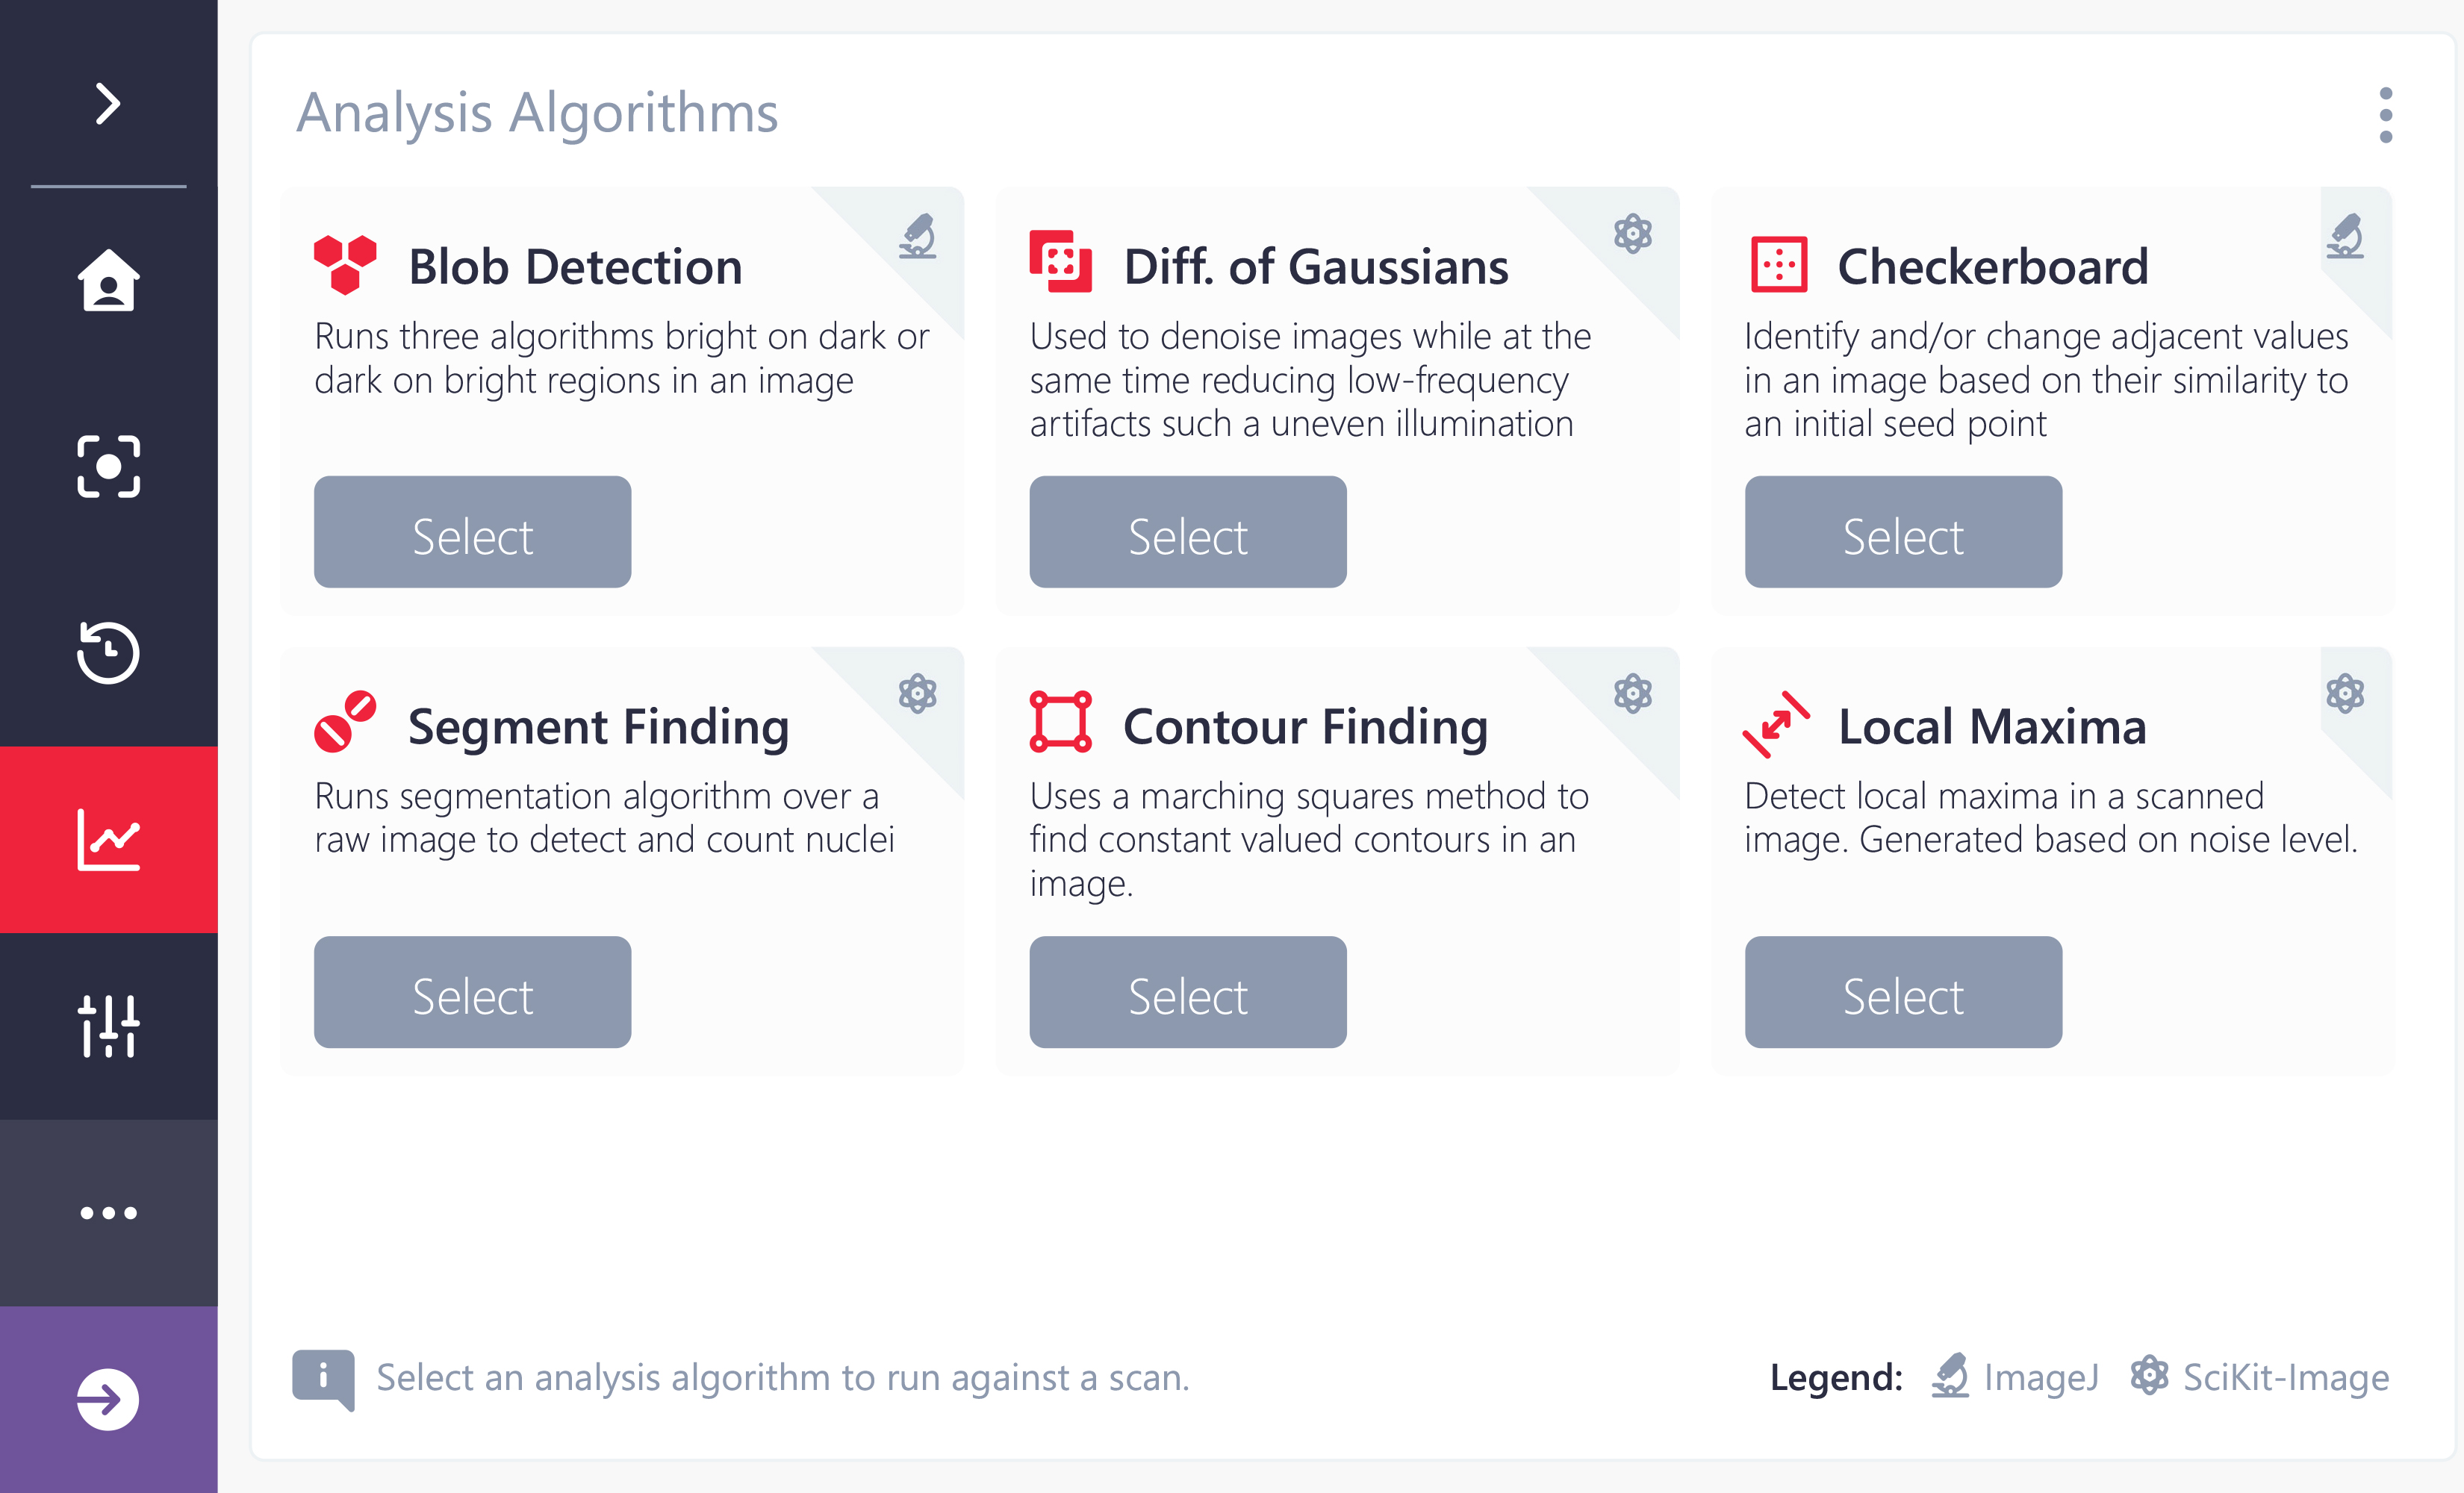 Analysis Algorithms
Blob Detection
Runs three algorithms bright on dark or
dark on bright regions in an image
Select
Diff. of Gaussians
Used to denoise images while at the
same time reducing low-frequency
artifacts such a uneven illumination
Select
Checkerboard
Identify and/or change adjacent values
in an image based on their similarity to
an initial seed point
Select
Segment Finding
Runs segmentation algorithm over a
raw image to detect and count nuclei
Select
Contour Finding
Uses a marching squares method to
find constant valued contours in an
image.
Select
Local Maxima
Detect local maxima in a scanned
image. Generated based on noise level.
Select
Select an analysis algorithm to run against a scan.
Legend: ImageJ SciKit-Image